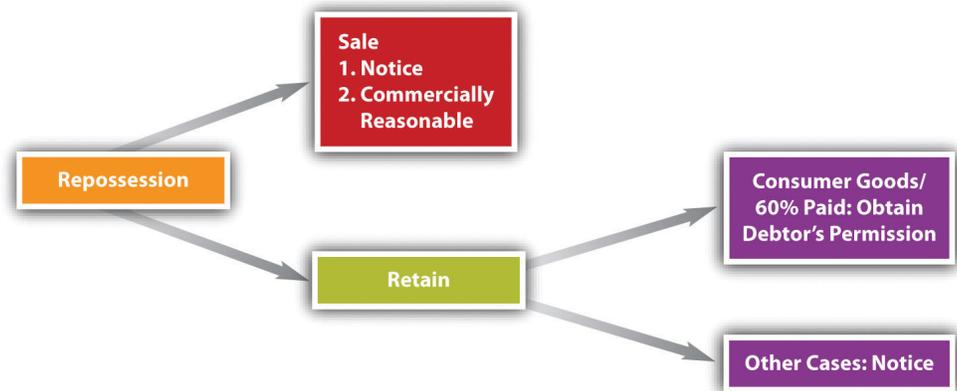 Sale
1. Notice
2. Commercially
Reasonable
Repossession
Consumer Goods/
60% Paid: Obtain
Debtor's Permission
Retain
Other Cases: Notice